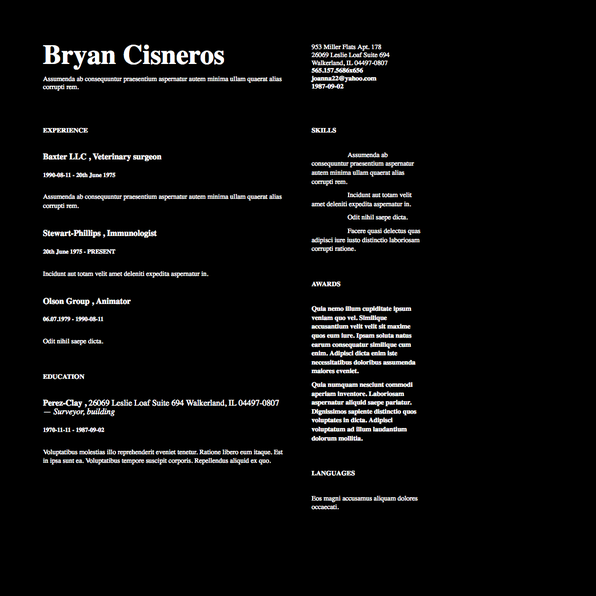 Bryan Cisneros
Assumenda ab consequuntur praesentium aspernatur autem minima ullam quaerat alias
corrupti rem.
953 Miller Flats Apt. 178
26069 Leslie Loaf Suite 694
Walkerland, IL 04497-0807
565.157.5686x656
joanna22@yahoo.com
1987-09-02
EXPERIENCE
Baxter LLC , Veterinary surgeon
1990-08-11 - 20th June 1975
Assumenda ab consequuntur praesentium aspernatur autem minima ullam quaerat alias
corrupti rem.
Stewart-Phillips , Immunologist
20th June 1975 - PRESENT
Incidunt aut totam velit amet deleniti expedita aspernatur in.
Olson Group , Animator
06.07.1979 - 1990-08-11
Odit nihil saepe dicta.
EDUCATION
Perez-Clay , 26069 Leslie Loaf Suite 694 Walkerland, IL 04497-0807
— Surveyor, building
1970-11-11 - 1987-09-02
Voluptatibus molestias illo reprehenderit eveniet tenetur. Ratione libero eum itaque. Est
in ipsa sunt ea. Voluptatibus tempore suscipit corporis. Repellendus aliquid ex quo.
SKILLS
Assumenda ab
consequuntur praesentium aspernatur
autem minima ullam quaerat alias
corrupti rem.
Incidunt aut totam velit
amet deleniti expedita aspernatur in.
Odit nihil saepe dicta.
Facere quasi delectus quas
adipisci iure iusto distinctio laboriosam
corrupti ratione.
AWARDS
Quia nemo illum cupiditate ipsum
veniam quo vel. Similique
accusantium velit velit sit maxime
quos eum iure. Ipsam soluta natus
earum consequatur similique cum
enim. Adipisci dicta enim iste
necessitatibus doloribus assumenda
maiores eveniet.
Quia numquam nesciunt commodi
aperiam inventore. Laboriosam
aspernatur aliquid saepe pariatur.
Dignissimos sapiente distinctio quos
voluptates in dicta. Adipisci
voluptatum ad illum laudantium
dolorum mollitia.
LANGUAGES
Eos magni accusamus aliquam dolores
occaecati.